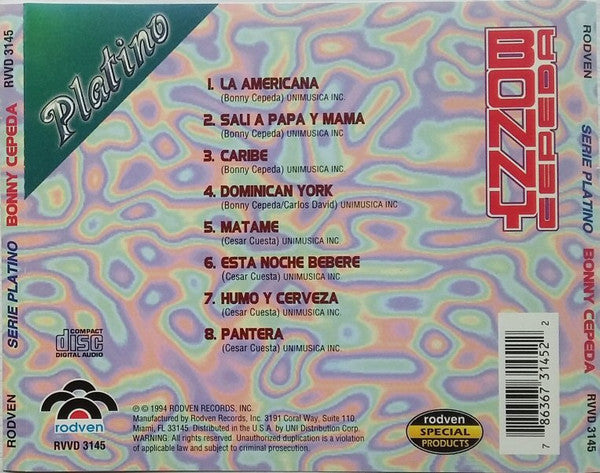 RODVEN
SERIE PLATINO
BONNY CEPEDA
RVVD 3145
Platino
BONNY
CEPEDA
1. LA AMERICANA
(Bonny Cepeda) UNIMUSICA INC.
2. SALI A PAPA Y MAMA
(Bonny Cepeda) UNIMUSICA INC.
3. CARIBE
(Bonny Cepeda) UNIMUSICA INC.
4. DOMINICAN YORK
(Bonny Cepeda/Carlos David) UNIMUSICA INC
5. MATAME
(Cesar Cuesta) UNIMUSICA INC.
6. ESTA NOCHE BEBERE
(Cesar Cuesta) UNIMUSICA INC.
7. HUMO Y CERVEZA
(Cesar Cuesta) UNIMUSICA INC.
8. PANTERA
(Cesar Cuesta) UNIMUSICA INC.
COMPACT
disc
DIGITAL AUDIO
rodven
RVVD 3145
℗ © 1994 RODVEN RECORDS, INC.
Manufactured by Rodven Records, Inc. 3191 Coral Way, Suite 110.
Miami, FL 33145. Distributed in the U.S.A. by UNI Distribution Corp.
WARNING. All rights reserved. Unauthorized duplication is a violation
of applicable law and subject to criminal prosecution.
rodven
SPECIAL
PRODUCTS
7 86367 31452 2
RODVEN
SERIE PLATINO
BONNY CEPEDA
RVVD 3145